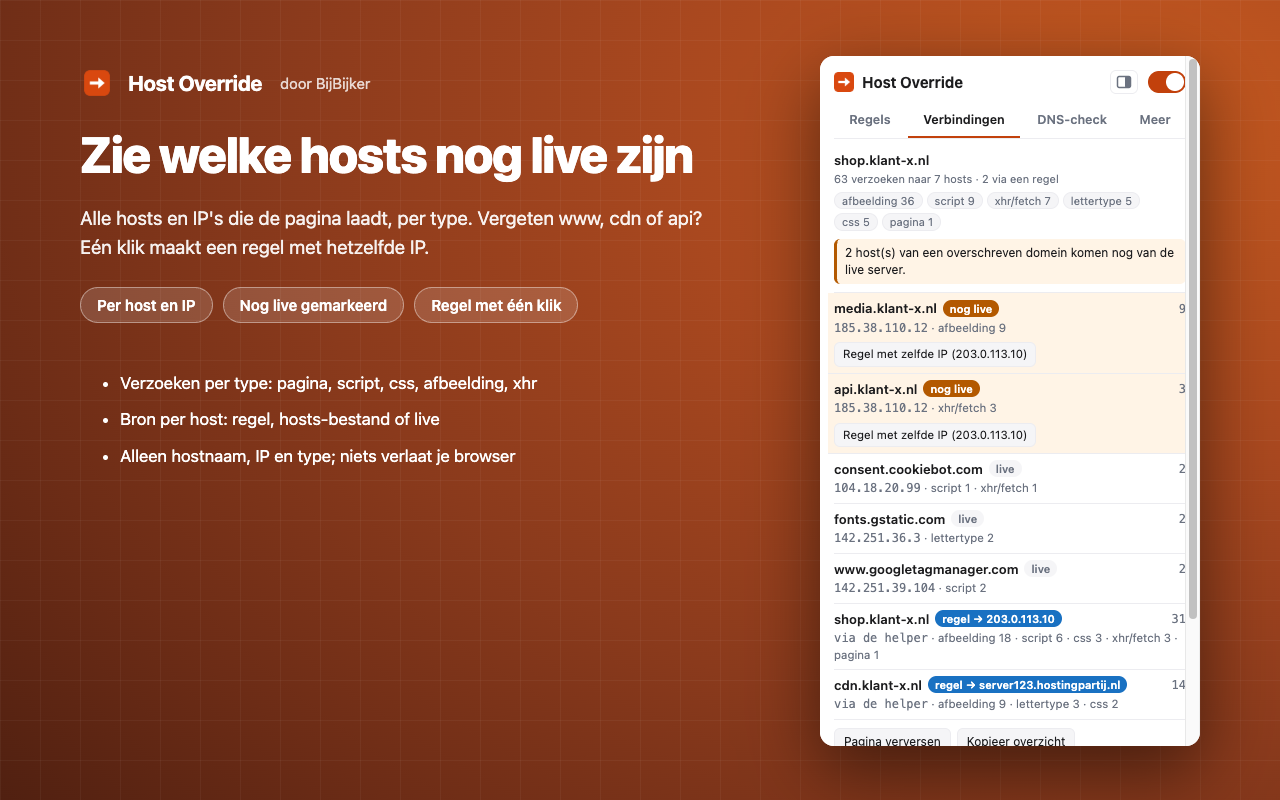 Host Override door BijBijker
Zie welke hosts nog live zijn
Alle hosts en IP's die de pagina laadt, per type. Vergeten www, cdn of api?
Eén klik maakt een regel met hetzelfde IP.
Per host en IP Nog live gemarkeerd Regel met één klik
• Verzoeken per type: pagina, script, css, afbeelding, xhr
• Bron per host: regel, hosts-bestand of live
• Alleen hostnaam, IP en type; niets verlaat je browser
Host Override
Regels Verbindingen DNS-check Meer
shop.klant-x.nl
63 verzoeken naar 7 hosts · 2 via een regel
afbeelding 36 script 9 xhr/fetch 7 lettertype 5
css 5 pagina 1
2 host(s) van een overschreven domein komen nog van de
live server.
media.klant-x.nl nog live 9
185.38.110.12 · afbeelding 9
Regel met zelfde IP (203.0.113.10)
api.klant-x.nl nog live 3
185.38.110.12 · xhr/fetch 3
Regel met zelfde IP (203.0.113.10)
consent.cookiebot.com live 2
104.18.20.99 · script 1 · xhr/fetch 1
fonts.gstatic.com live 2
142.251.36.3 · lettertype 2
www.googletagmanager.com live 2
142.251.39.104 · script 2
shop.klant-x.nl regel → 203.0.113.10 31
via de helper · afbeelding 18 · script 6 · css 3 · xhr/fetch 3 ·
pagina 1
cdn.klant-x.nl regel → server123.hostingpartij.nl 14
via de helper · afbeelding 9 · lettertype 3 · css 2
Pagina verversen Kopieer overzicht